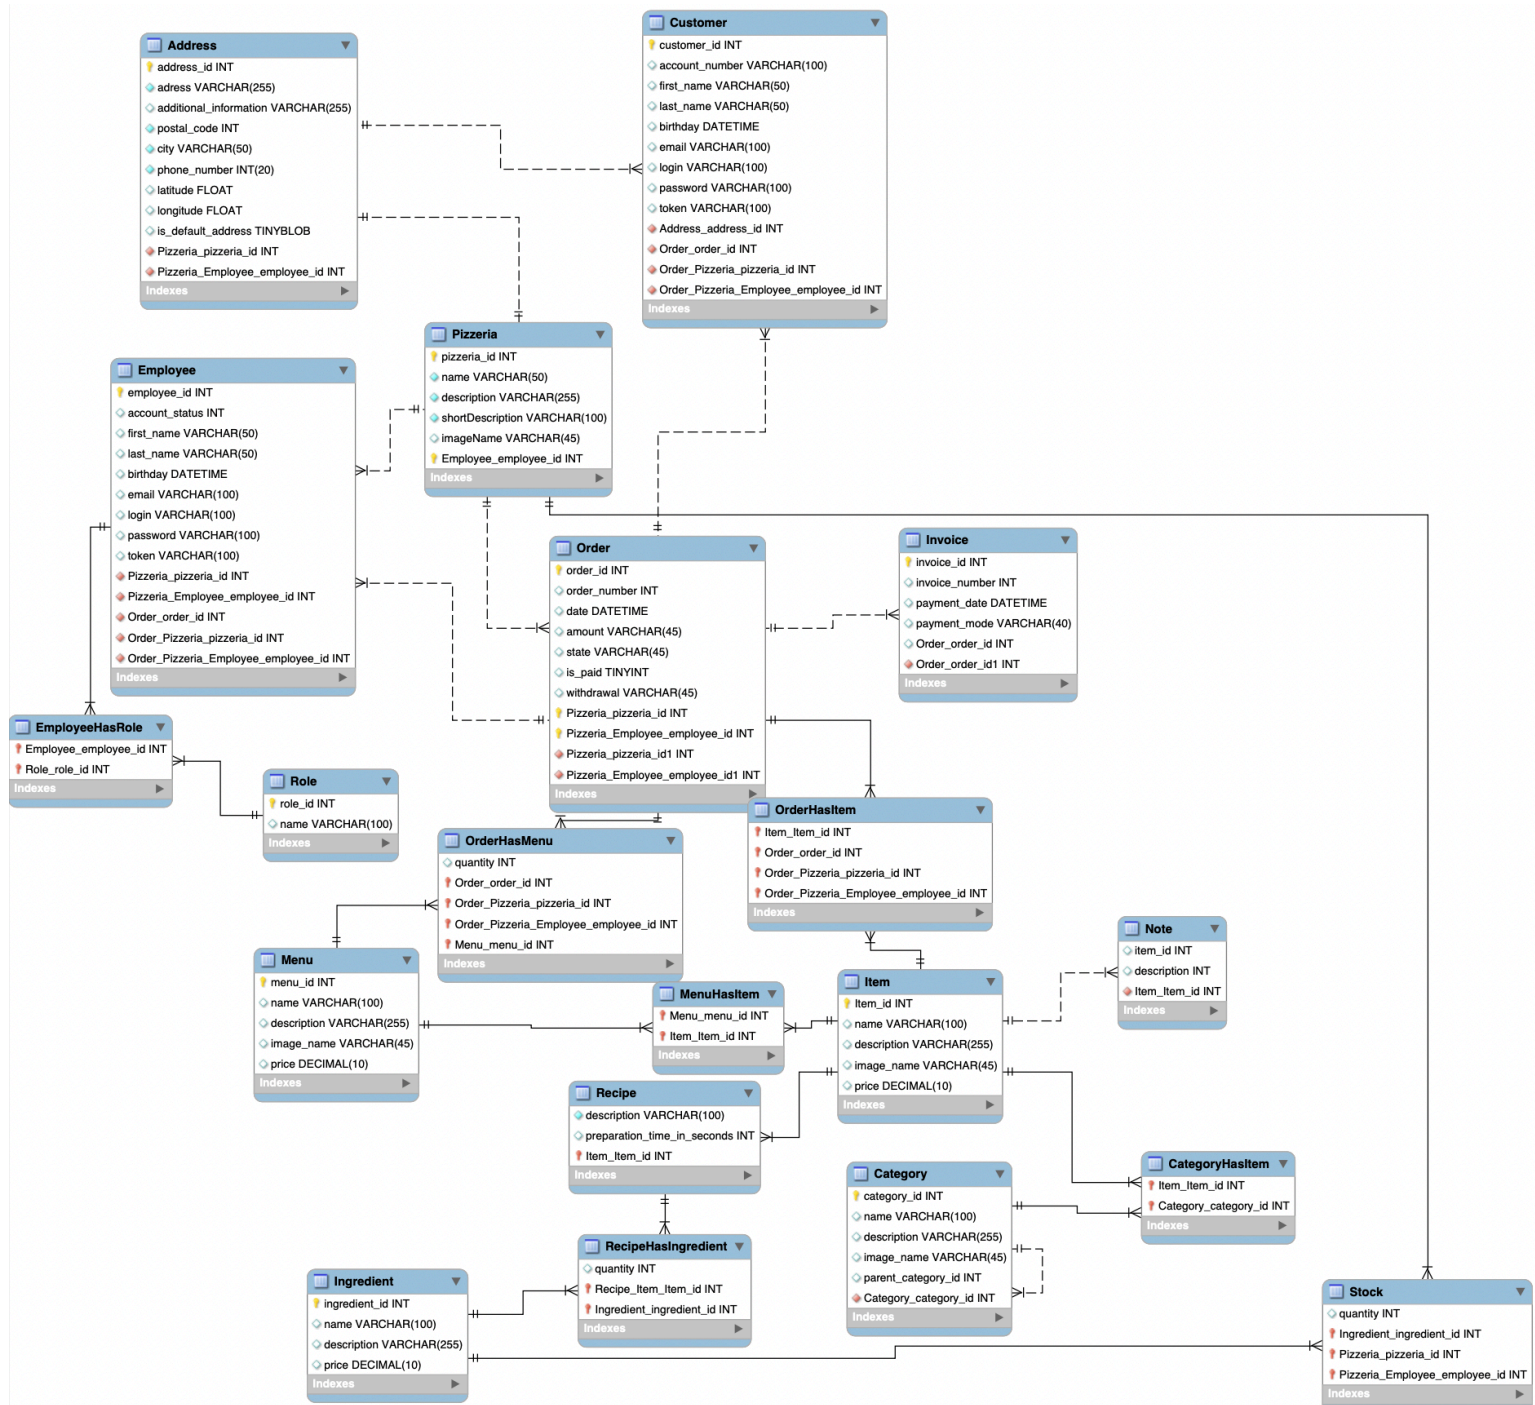 Customer
customer_id INT
account_number VARCHAR(100)
first_name VARCHAR(50)
last_name VARCHAR(50)
birthday DATETIME
email VARCHAR(100)
login VARCHAR(100)
password VARCHAR(100)
token VARCHAR(100)
Address_address_id INT
Order_order_id INT
Order_Pizzeria_pizzeria_id INT
Order_Pizzeria_Employee_employee_id INT
Indexes
Address
address_id INT
adress VARCHAR(255)
additional_information VARCHAR(255)
postal_code INT
city VARCHAR(50)
phone_number INT(20)
latitude FLOAT
longitude FLOAT
is_default_address TINYBLOB
Pizzeria_pizzeria_id INT
Pizzeria_Employee_employee_id INT
Indexes
Pizzeria
pizzeria_id INT
name VARCHAR(50)
description VARCHAR(255)
shortDescription VARCHAR(100)
imageName VARCHAR(45)
Employee_employee_id INT
Indexes
Employee
employee_id INT
account_status INT
first_name VARCHAR(50)
last_name VARCHAR(50)
birthday DATETIME
email VARCHAR(100)
login VARCHAR(100)
password VARCHAR(100)
token VARCHAR(100)
Pizzeria_pizzeria_id INT
Pizzeria_Employee_employee_id INT
Order_order_id INT
Order_Pizzeria_pizzeria_id INT
Order_Pizzeria_Employee_employee_id INT
Indexes
Order
order_id INT
order_number INT
date DATETIME
amount VARCHAR(45)
state VARCHAR(45)
is_paid TINYINT
withdrawal VARCHAR(45)
Pizzeria_pizzeria_id INT
Pizzeria_Employee_employee_id INT
Pizzeria_pizzeria_id1 INT
Pizzeria_Employee_employee_id1 INT
Indexes
Invoice
invoice_id INT
invoice_number INT
payment_date DATETIME
payment_mode VARCHAR(40)
Order_order_id INT
Order_order_id1 INT
Indexes
EmployeeHasRole
Employee_employee_id INT
Role_role_id INT
Indexes
Role
role_id INT
name VARCHAR(100)
Indexes
OrderHasItem
Item_Item_id INT
Order_order_id INT
Order_Pizzeria_pizzeria_id INT
Order_Pizzeria_Employee_employee_id INT
Indexes
OrderHasMenu
quantity INT
Order_order_id INT
Order_Pizzeria_pizzeria_id INT
Order_Pizzeria_Employee_employee_id INT
Menu_menu_id INT
Indexes
Note
item_id INT
description INT
Item_Item_id INT
Indexes
Menu
menu_id INT
name VARCHAR(100)
description VARCHAR(255)
image_name VARCHAR(45)
price DECIMAL(10)
Indexes
MenuHasItem
Menu_menu_id INT
Item_Item_id INT
Indexes
Item
Item_id INT
name VARCHAR(100)
description VARCHAR(255)
image_name VARCHAR(45)
price DECIMAL(10)
Indexes
Recipe
description VARCHAR(100)
preparation_time_in_seconds INT
Item_Item_id INT
Indexes
Category
category_id INT
name VARCHAR(100)
description VARCHAR(255)
image_name VARCHAR(45)
parent_category_id INT
Category_category_id INT
Indexes
CategoryHasItem
Item_Item_id INT
Category_category_id INT
Indexes
RecipeHasIngredient
quantity INT
Recipe_Item_Item_id INT
Ingredient_ingredient_id INT
Indexes
Ingredient
ingredient_id INT
name VARCHAR(100)
description VARCHAR(255)
price DECIMAL(10)
Indexes
Stock
quantity INT
Ingredient_ingredient_id INT
Pizzeria_pizzeria_id INT
Pizzeria_Employee_employee_id INT
Indexes